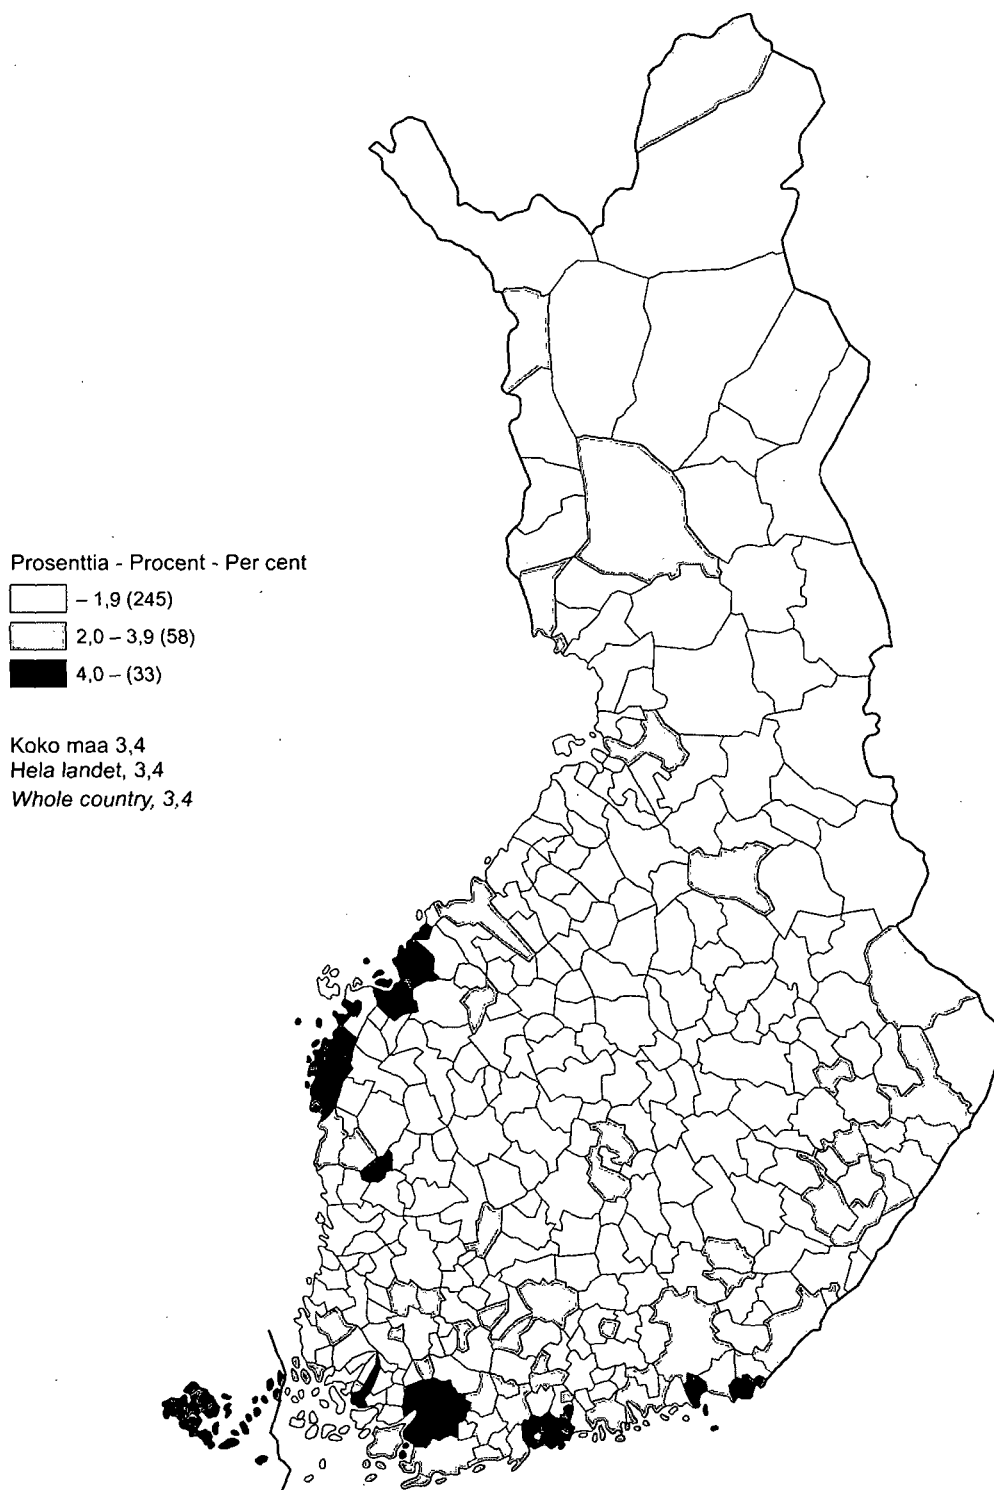 Prosenttia - Procent - Per cent
– 1,9 (245)
2,0 – 3,9 (58)
4,0 – (33)
Koko maa 3,4
Hela landet, 3,4
Whole country, 3,4